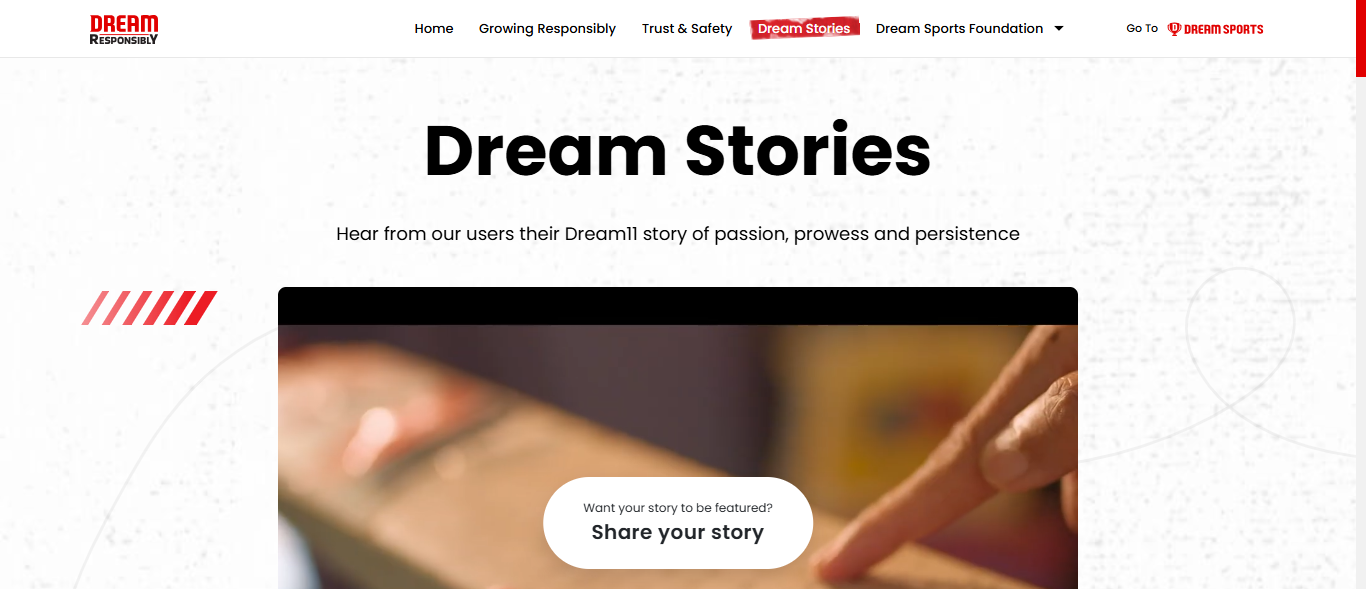 DREAM
RESPONSIBLY
Home
Growing Responsibly
Trust & Safety
Dream Stories
Dream Sports Foundation
Go To
DREAM SPORTS
Dream Stories
Hear from our users their Dream11 story of passion, prowess and persistence
Want your story to be featured?
Share your story